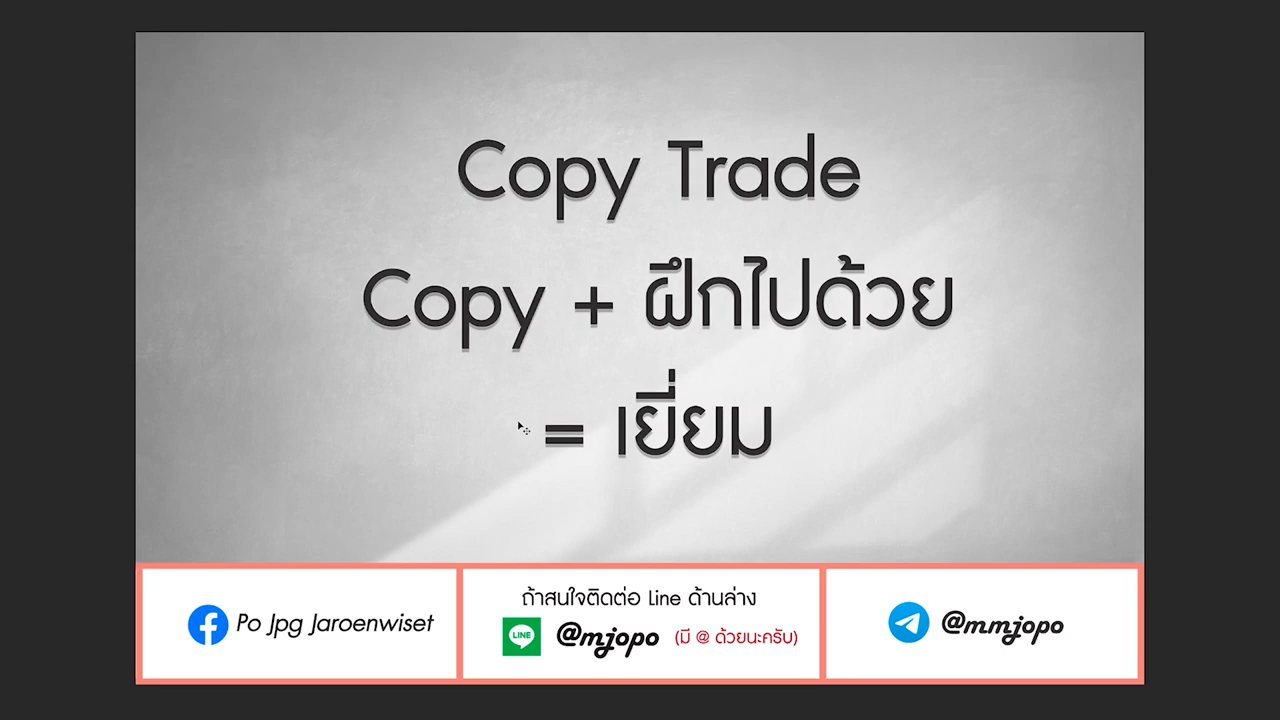 Copy Trade
Copy + ฝึกไปด้วย
= เยี่ยม
Po Jpg Jaroenwiset
ถ้าสนใจติดต่อ Line ด้านล่าง
LINE @mjopo (มี @ ด้วยนะครับ)
@mmjopo